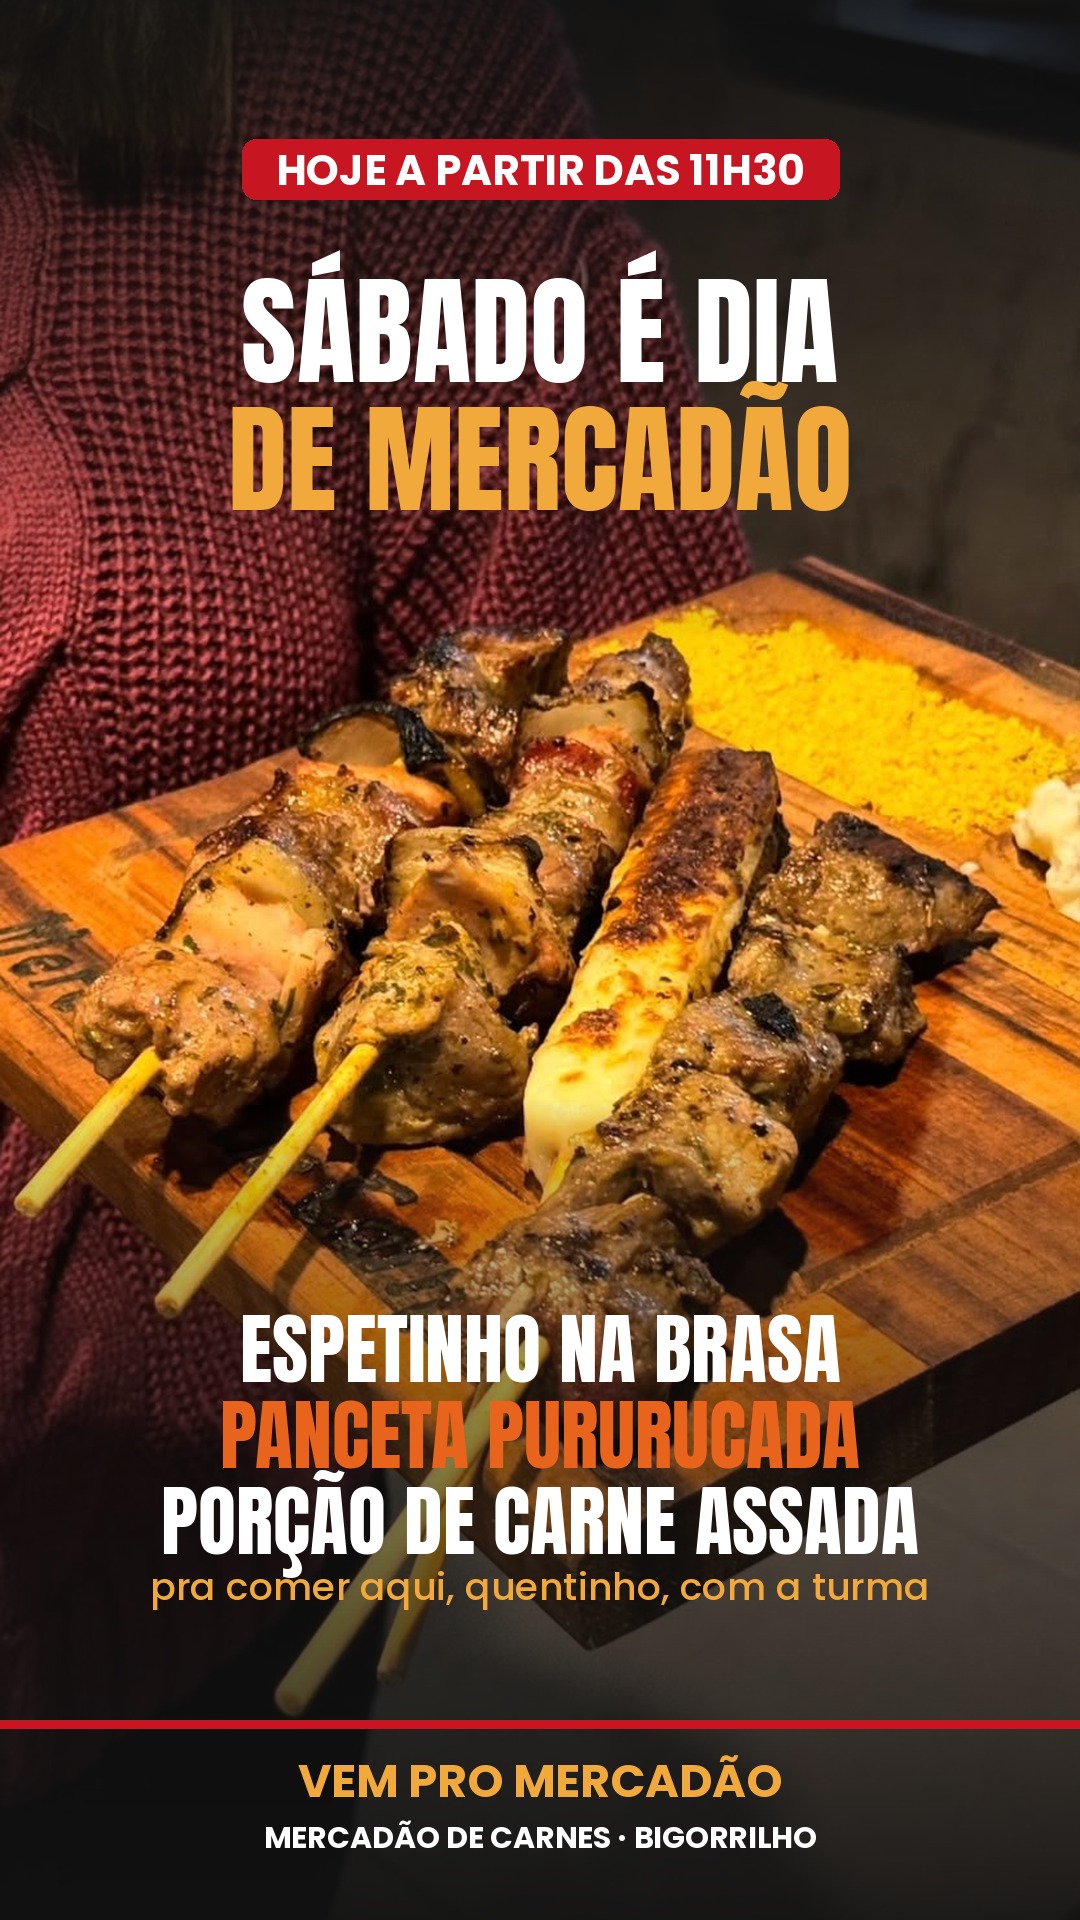 HOJE A PARTIR DAS 11H30
SÁBADO É DIA
DE MERCADÃO
ESPETINHO NA BRASA
PANCETA PURURUCADA
PORÇÃO DE CARNE ASSADA
pra comer aqui, quentinho, com a turma
VEM PRO MERCADÃO
MERCADÃO DE CARNES · BIGORRILHO